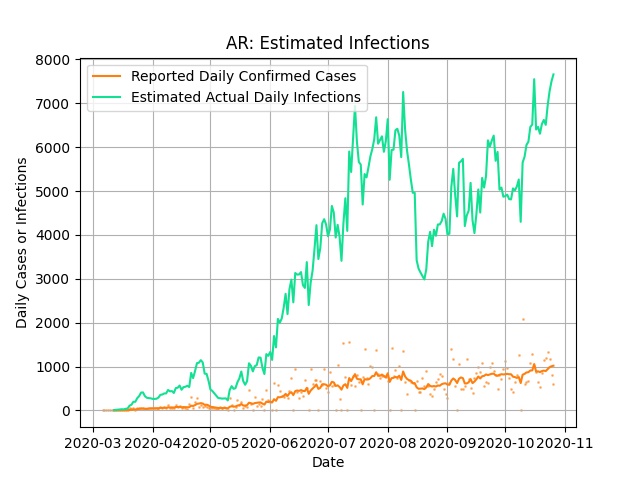 AR: Estimated Infections
Reported Daily Confirmed Cases
Estimated Actual Daily Infections
Daily Cases or Infections
8000
7000
6000
5000
4000
3000
2000
1000
0
2020-03 2020-04 2020-05 2020-06 2020-07 2020-08 2020-09 2020-10 2020-11
Date